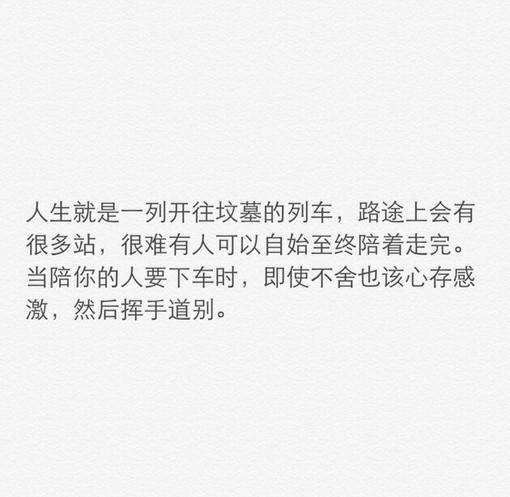 人生就是一列开往坟墓的列车，路途上会有
很多站，很难有人可以自始至终陪着走完。
当陪你的人要下车时，即使不舍也该心存感
激，然后挥手道别。